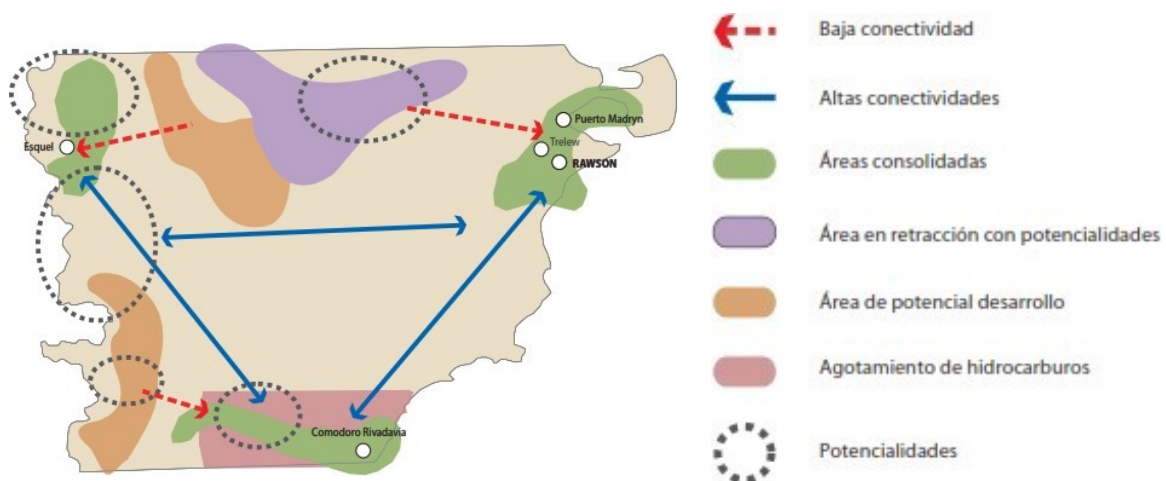 Esquel
Puerto Madryn
Trelew
RAWSON
Comodoro Rivadavia
Baja conectividad
Altas conectividades
Áreas consolidadas
Área en retracción con potencialidades
Área de potencial desarrollo
Agotamiento de hidrocarburos
Potencialidades